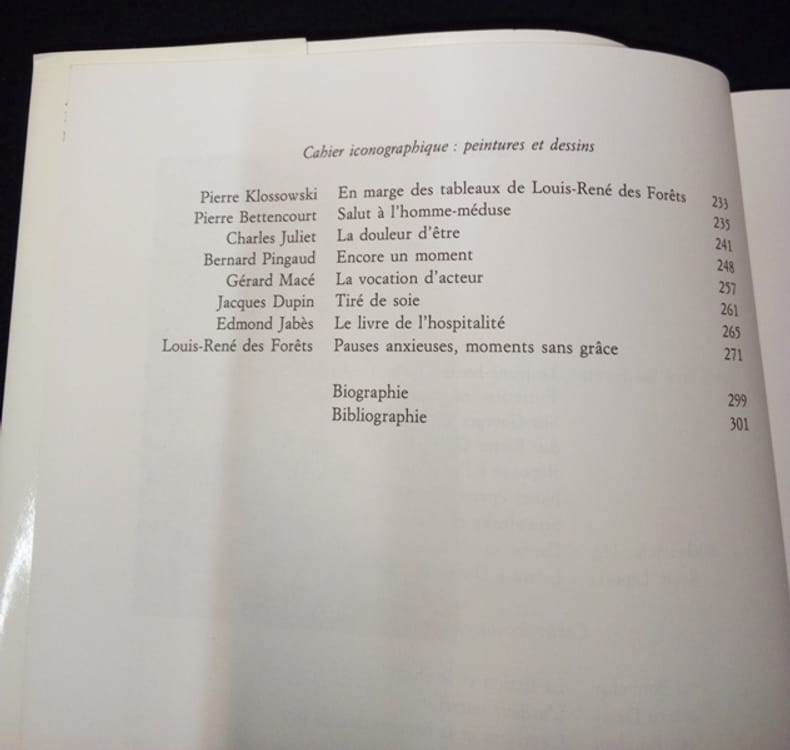 Cahier iconographique : peintures et dessins
Pierre Klossowski En marge des tableaux de Louis-René des Forêts 233
Pierre Bettencourt Salut à l'homme-méduse 235
Charles Juliet La douleur d'être 241
Bernard Pingaud Encore un moment 248
Gérard Macé La vocation d'acteur 257
Jacques Dupin Tiré de soie 261
Edmond Jabès Le livre de l'hospitalité 265
Louis-René des Forêts Pauses anxieuses, moments sans grâce 271
Biographie 299
Bibliographie 301